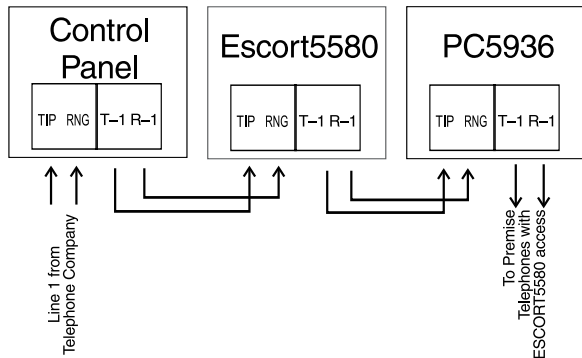 Control
Panel
TIP RNG T-1 R-1
Escort5580
TIP RNG T-1 R-1
PC5936
TIP RNG T-1 R-1
Line 1 from
Telephone Company
To Premise
Telephones with
ESCORT5580 access